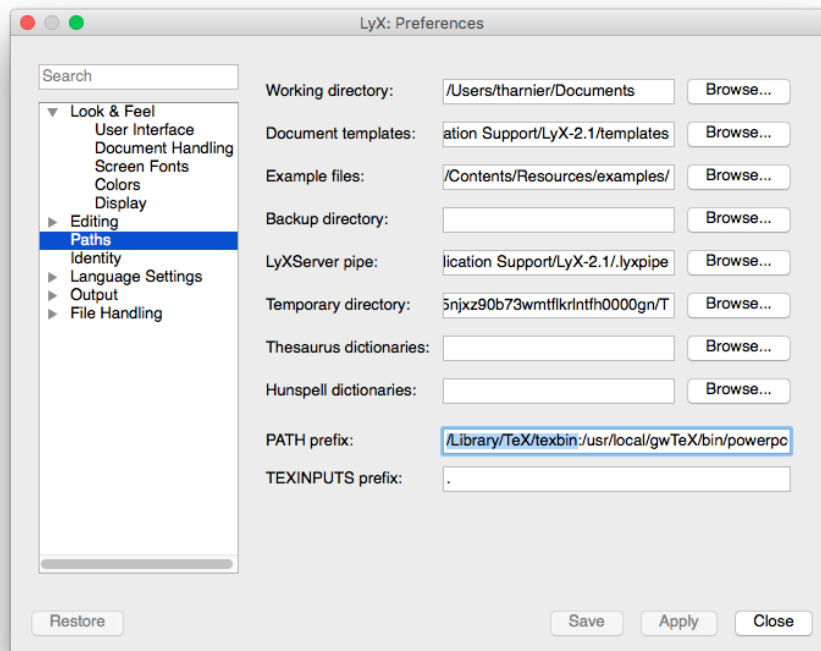 LyX: Preferences
Search
Look & Feel
User Interface
Document Handling
Screen Fonts
Colors
Display
Editing
Paths
Identity
Language Settings
Output
File Handling
Working directory: /Users/tharnier/Documents Browse...
Document templates: ation Support/LyX-2.1/templates Browse...
Example files: /Contents/Resources/examples/ Browse...
Backup directory: Browse...
LyXServer pipe: lication Support/LyX-2.1/.lyxpipe Browse...
Temporary directory: 5njxz90b73wmtflkrlntfh0000gn/T Browse...
Thesaurus dictionaries: Browse...
Hunspell dictionaries: Browse...
PATH prefix: /Library/TeX/texbin:/usr/local/gwTeX/bin/powerpc
TEXINPUTS prefix: .
Restore Save Apply Close